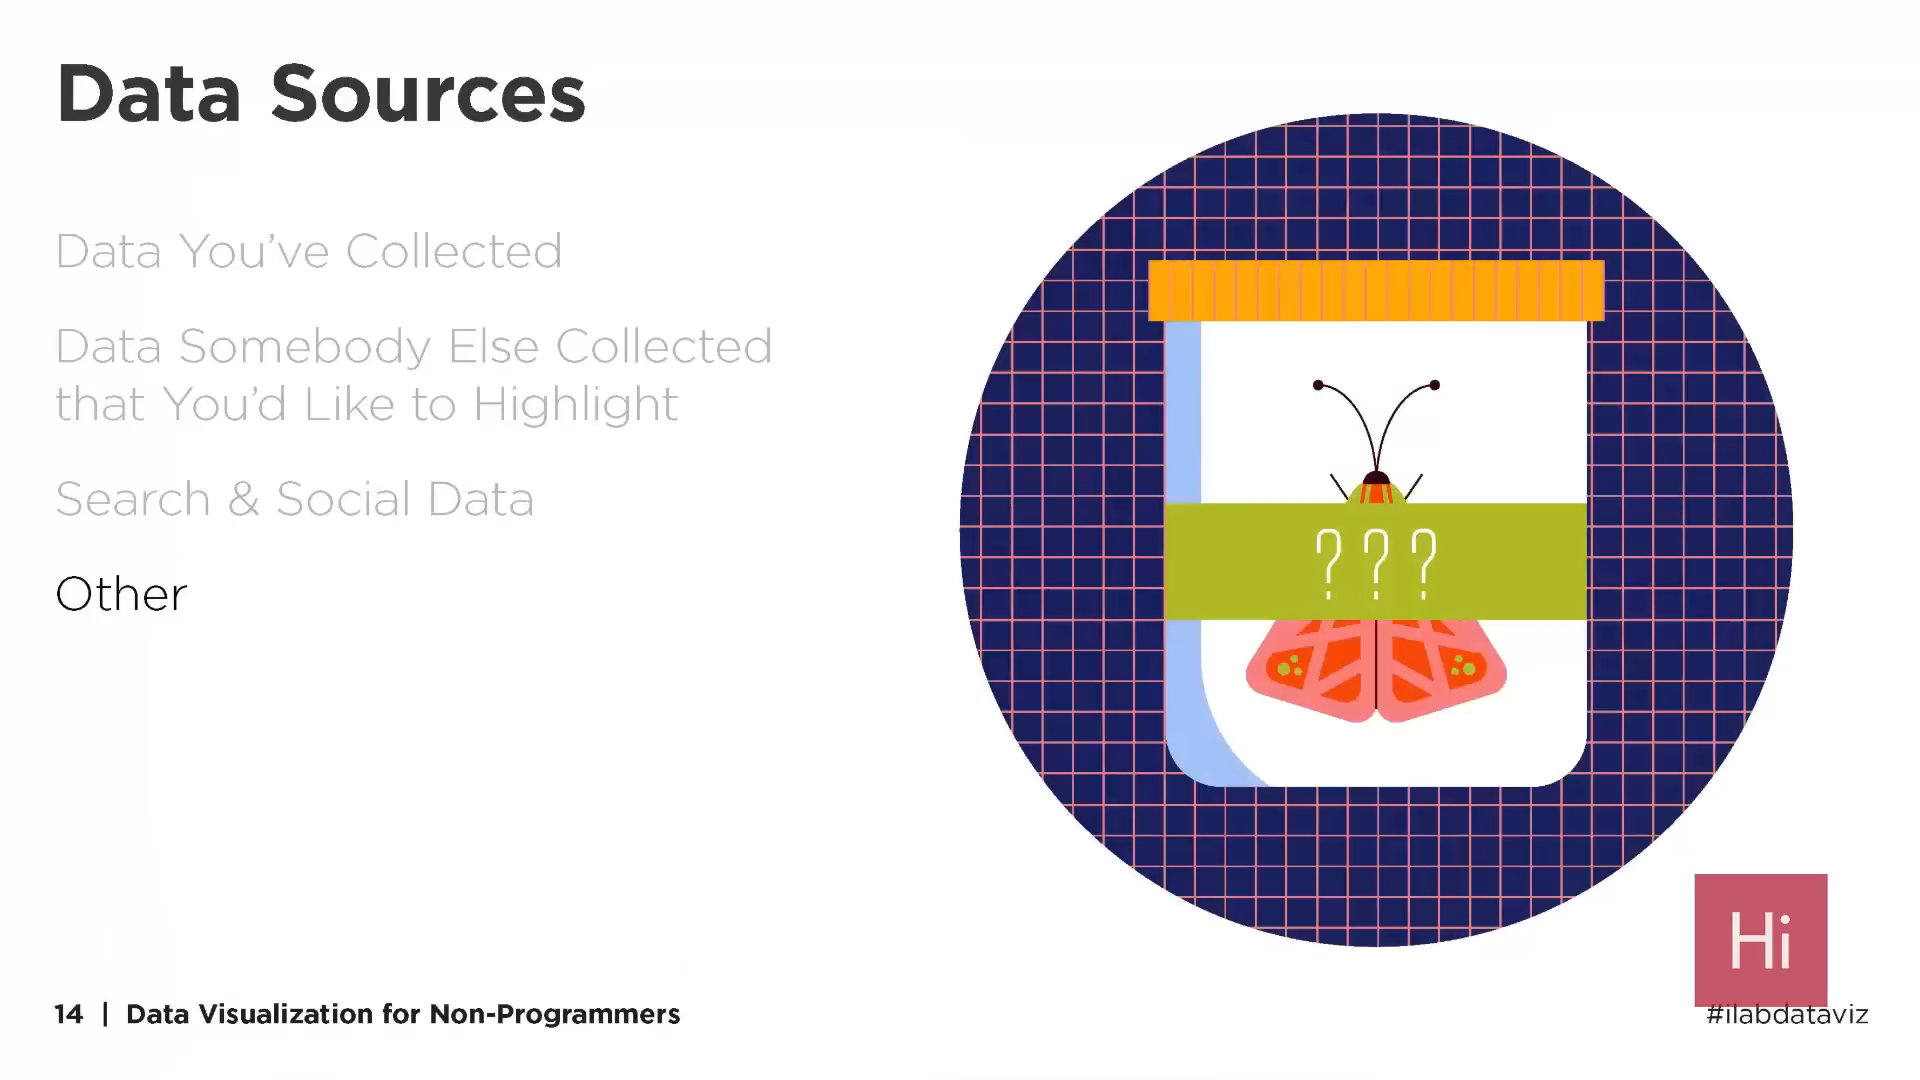 Data Sources
Data You’ve Collected
Data Somebody Else Collected
that You’d Like to Highlight
Search & Social Data
Other
? ? ?
Hi
14 | Data Visualization for Non-Programmers
#ilabdataviz